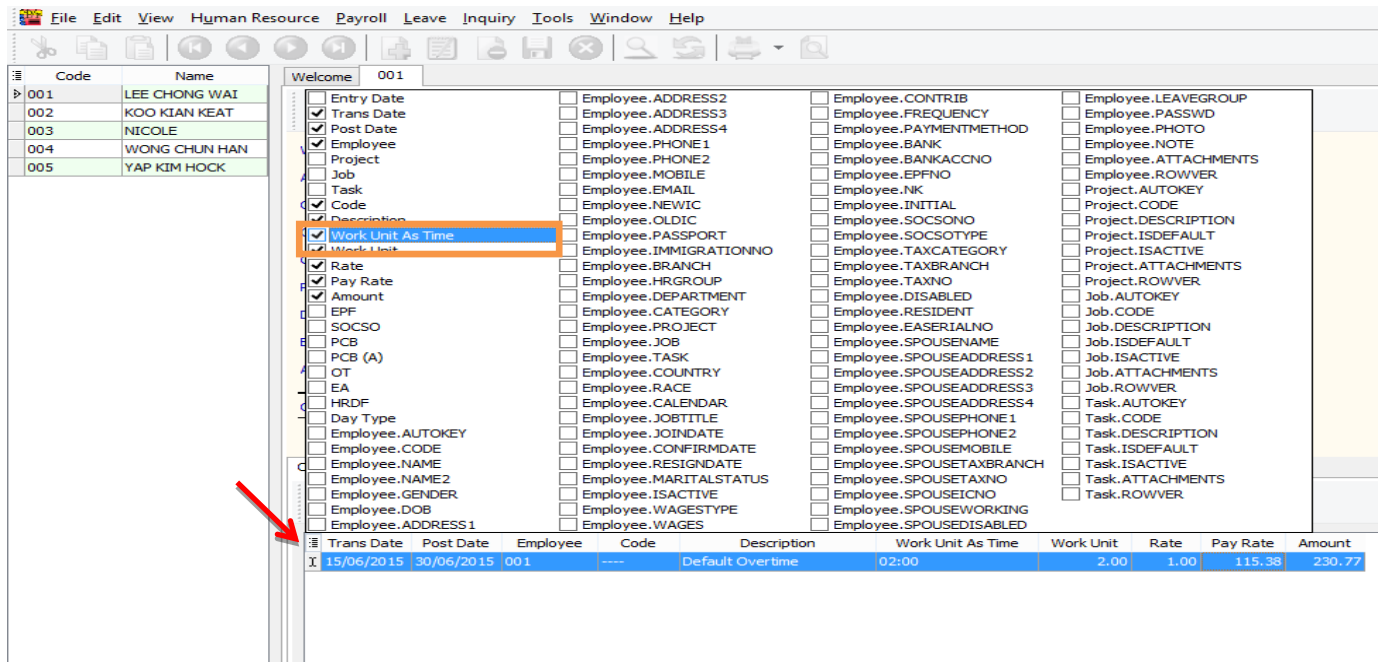 File Edit View Human Resource Payroll Leave Inquiry Tools Window Help
Code Name
001 LEE CHONG WAI
002 KOO KIAN KEAT
003 NICOLE
004 WONG CHUN HAN
005 YAP KIM HOCK
Welcome 001
Entry Date
Trans Date
Post Date
Employee
Project
Job
Task
Code
Description
Work Unit As Time
Work Unit
Rate
Pay Rate
Amount
EPF
SOCSO
PCB
PCB (A)
OT
EA
HRDF
Day Type
Employee.AUTOKEY
Employee.CODE
Employee.NAME
Employee.NAME2
Employee.GENDER
Employee.DOB
Employee.ADDRESS1
Employee.ADDRESS2
Employee.ADDRESS3
Employee.ADDRESS4
Employee.PHONE1
Employee.PHONE2
Employee.MOBILE
Employee.EMAIL
Employee.NEWIC
Employee.OLDIC
Employee.PASSPORT
Employee.IMMIGRATIONNO
Employee.BRANCH
Employee.HRGROUP
Employee.DEPARTMENT
Employee.CATEGORY
Employee.PROJECT
Employee.JOB
Employee.TASK
Employee.COUNTRY
Employee.RACE
Employee.CALENDAR
Employee.JOBTITLE
Employee.JOINDATE
Employee.CONFIRMDATE
Employee.RESIGNDATE
Employee.MARITALSTATUS
Employee.ISACTIVE
Employee.WAGESTYPE
Employee.WAGES
Employee.CONTRIB
Employee.FREQUENCY
Employee.PAYMENTMETHOD
Employee.BANK
Employee.BANKACCNO
Employee.EPFNO
Employee.NK
Employee.INITIAL
Employee.SOCSONO
Employee.SOCSOTYPE
Employee.TAXCATEGORY
Employee.TAXBRANCH
Employee.TAXNO
Employee.DISABLED
Employee.RESIDENT
Employee.EASERIALNO
Employee.SPOUSENAME
Employee.SPOUSEADDRESS1
Employee.SPOUSEADDRESS2
Employee.SPOUSEADDRESS3
Employee.SPOUSEADDRESS4
Employee.SPOUSEPHONE1
Employee.SPOUSEPHONE2
Employee.SPOUSEMOBILE
Employee.SPOUSETAXBRANCH
Employee.SPOUSETAXNO
Employee.SPOUSEICNO
Employee.SPOUSEWORKING
Employee.SPOUSEDISABLED
Employee.LEAVEGROUP
Employee.PASSWD
Employee.PHOTO
Employee.NOTE
Employee.ATTACHMENTS
Employee.ROWVER
Project.AUTOKEY
Project.CODE
Project.DESCRIPTION
Project.ISDEFAULT
Project.ISACTIVE
Project.ATTACHMENTS
Project.ROWVER
Job.AUTOKEY
Job.CODE
Job.DESCRIPTION
Job.ISDEFAULT
Job.ISACTIVE
Job.ATTACHMENTS
Job.ROWVER
Task.AUTOKEY
Task.CODE
Task.DESCRIPTION
Task.ISDEFAULT
Task.ISACTIVE
Task.ATTACHMENTS
Task.ROWVER
Trans Date Post Date Employee Code Description Work Unit As Time Work Unit Rate Pay Rate Amount
15/06/2015 30/06/2015 001 ---- Default Overtime 02:00 2.00 1.00 115.38 230.77